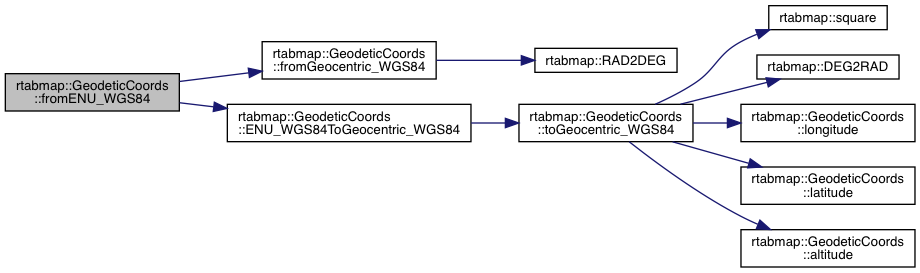 rtabmap::GeodeticCoords
::fromENU_WGS84
rtabmap::GeodeticCoords
::fromGeocentric_WGS84
rtabmap::RAD2DEG
rtabmap::GeodeticCoords
::ENU_WGS84ToGeocentric_WGS84
rtabmap::GeodeticCoords
::toGeocentric_WGS84
rtabmap::square
rtabmap::DEG2RAD
rtabmap::GeodeticCoords
::longitude
rtabmap::GeodeticCoords
::latitude
rtabmap::GeodeticCoords
::altitude